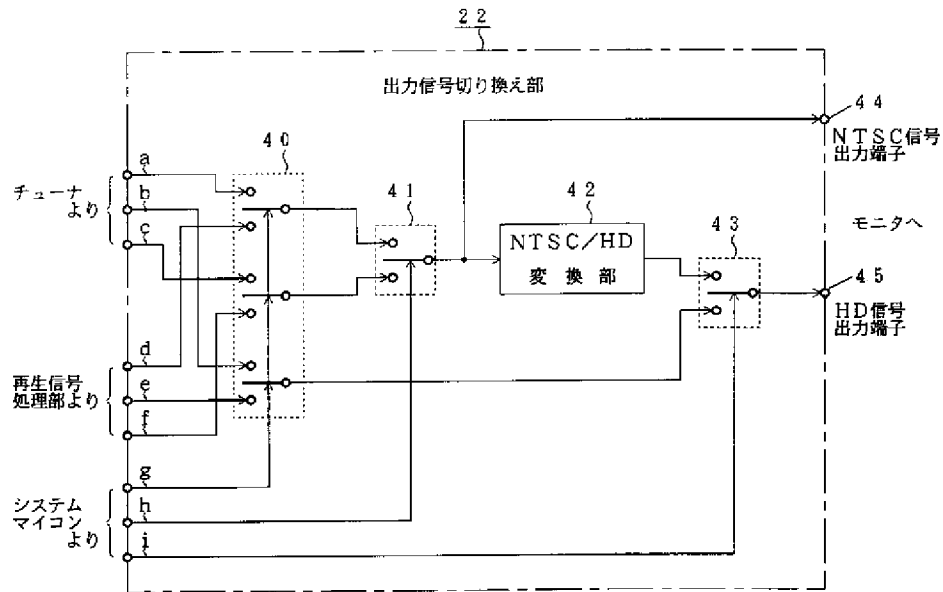 ２２
出力信号切り換え部
４４
ＮＴＳＣ信号
出力端子
４０
a
チューナ
より
b
c
４１
４２
ＮＴＳＣ／ＨＤ
変換部
４３
モニタへ
４５
ＨＤ信号
出力端子
d
再生信号
処理部より
e
f
g
システム
マイコン
より
h
i